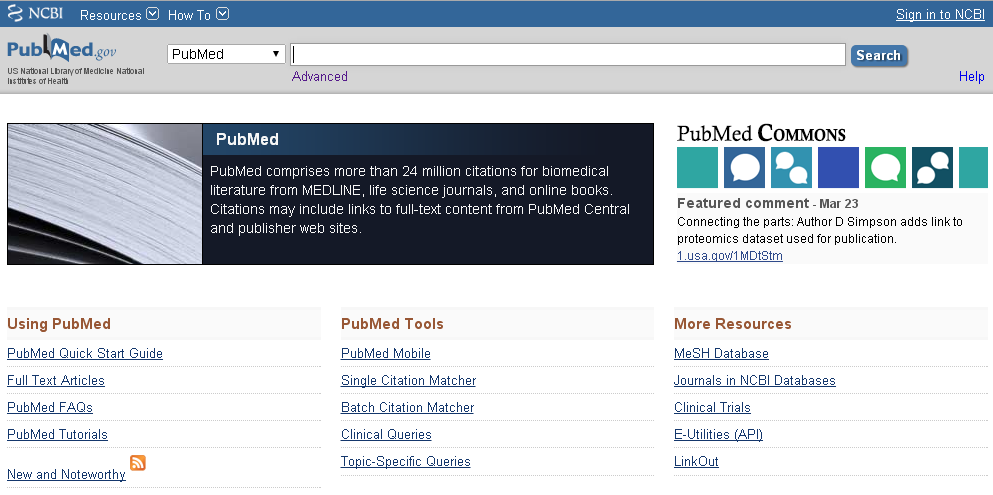 NCBI Resources How To Sign in to NCBI
PubMed.gov
US National Library of Medicine National
Institutes of Health
PubMed
Search
Advanced
Help
PubMed
PubMed comprises more than 24 million citations for biomedical
literature from MEDLINE, life science journals, and online books.
Citations may include links to full-text content from PubMed Central
and publisher web sites.
PubMed Commons
Featured comment - Mar 23
Connecting the parts: Author D Simpson adds link to
proteomics dataset used for publication.
1.usa.gov/1MDtStm
Using PubMed
PubMed Quick Start Guide
Full Text Articles
PubMed FAQs
PubMed Tutorials
New and Noteworthy
PubMed Tools
PubMed Mobile
Single Citation Matcher
Batch Citation Matcher
Clinical Queries
Topic-Specific Queries
More Resources
MeSH Database
Journals in NCBI Databases
Clinical Trials
E-Utilities (API)
LinkOut